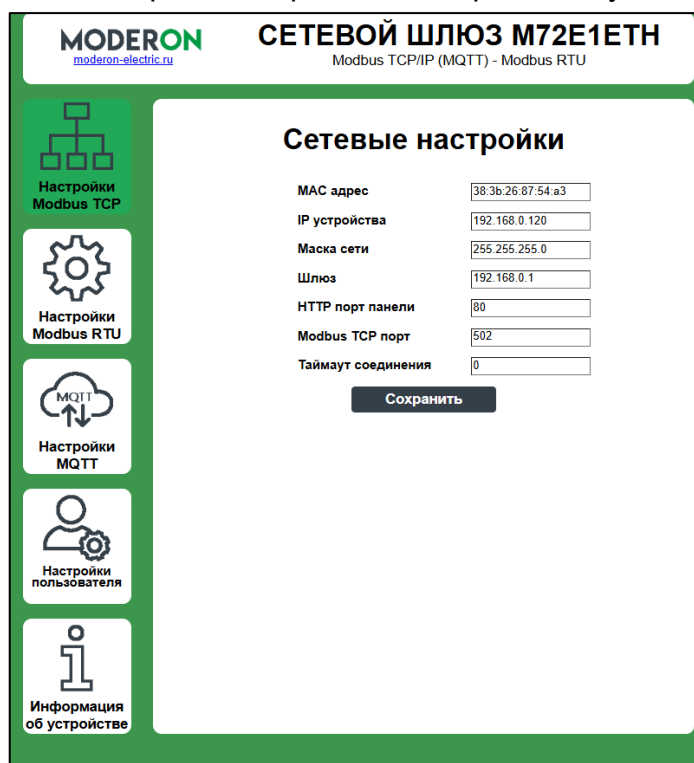 MODERON
moderon-electric.ru
СЕТЕВОЙ ШЛЮЗ M72E1ETH
Modbus TCP/IP (MQTT) - Modbus RTU
Настройки
Modbus TCP
Настройки
Modbus RTU
MQTT
Настройки
MQTT
Настройки
пользователя
Информация
об устройстве
Сетевые настройки
MAC адрес 38:3b:26:87:54:a3
IP устройства 192.168.0.120
Маска сети 255.255.255.0
Шлюз 192.168.0.1
HTTP порт панели 80
Modbus TCP порт 502
Таймаут соединения 0
Сохранить